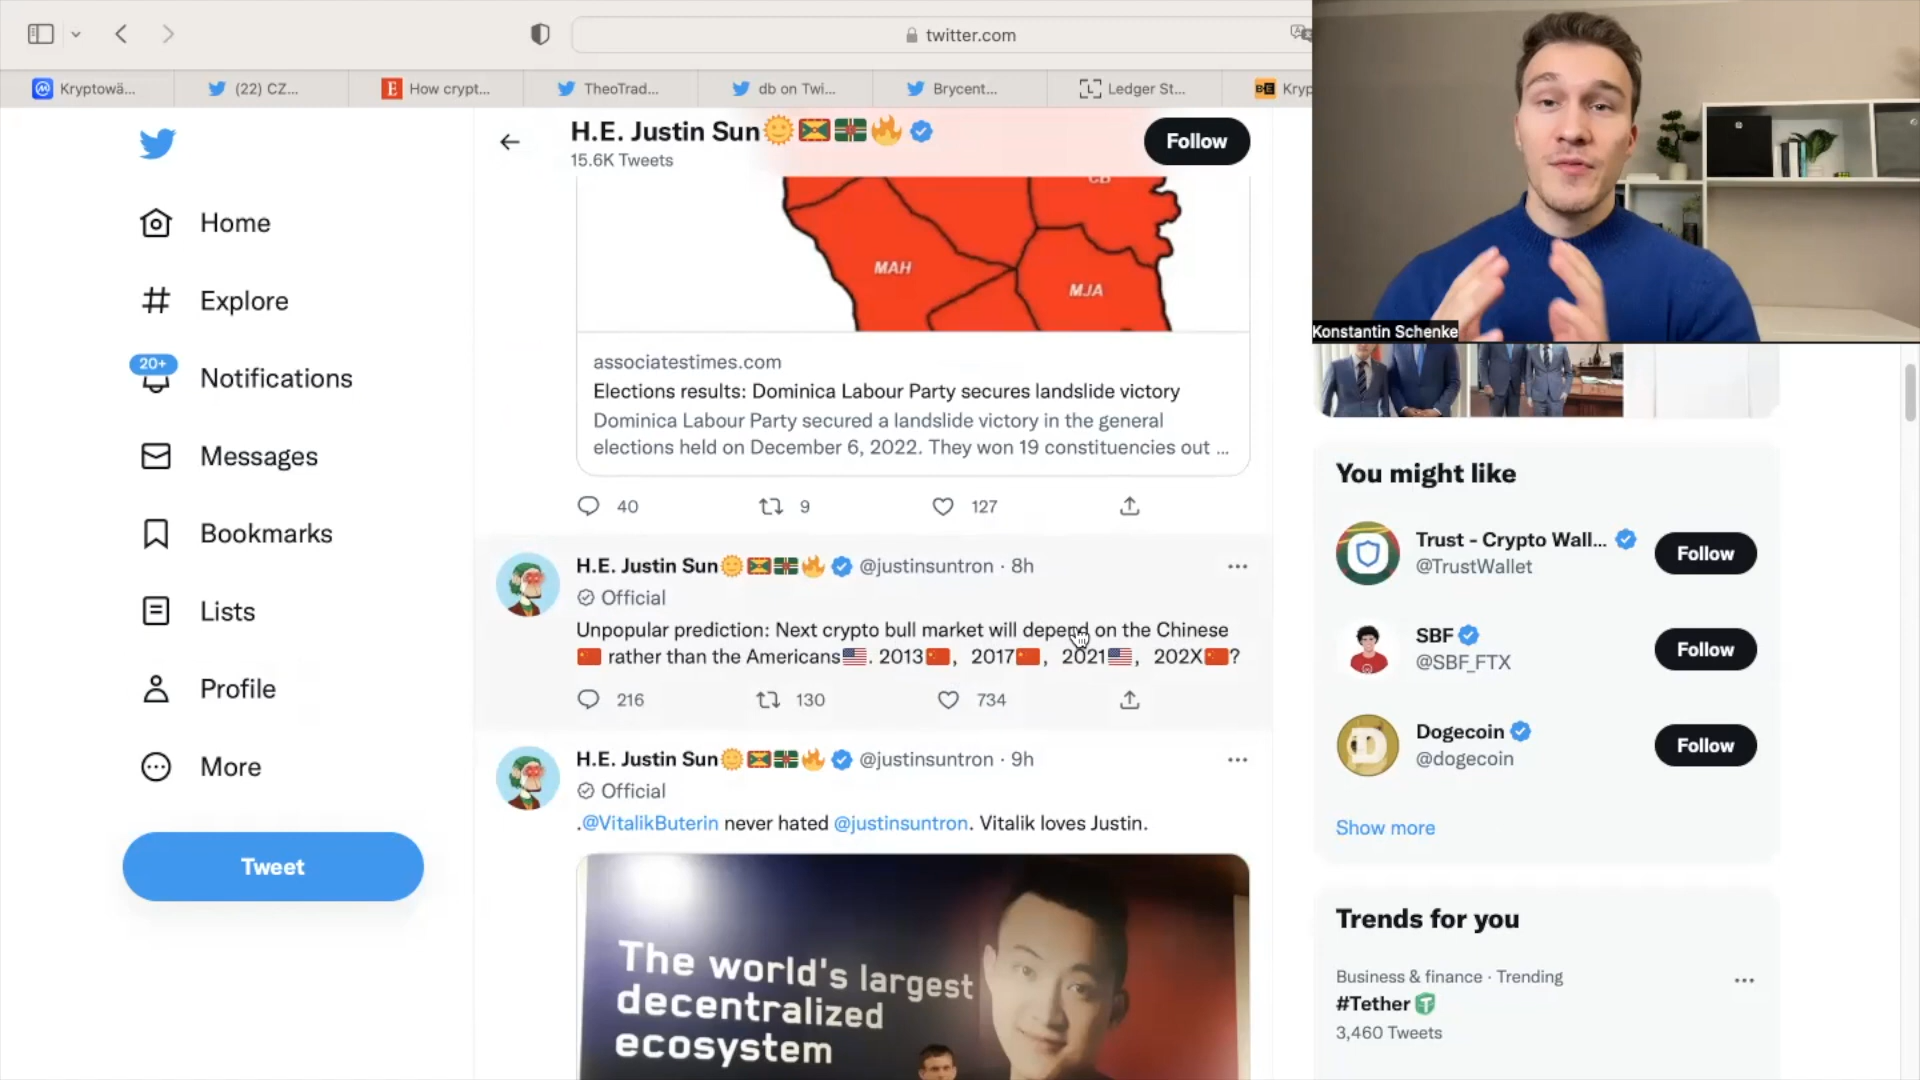 twitter.com
Kryptowä...
(22) CZ...
How crypt...
TheoTrad...
db on Twi...
Brycent...
Ledger St...
Kryp
H.E. Justin Sun
15.6K Tweets
Follow
Home
Explore
20+
Notifications
Messages
Bookmarks
Lists
Profile
More
Tweet
CB
MAH
MJA
associatestimes.com
Elections results: Dominica Labour Party secures landslide victory
Dominica Labour Party secured a landslide victory in the general
elections held on December 6, 2022. They won 19 constituencies out ...
40 9 127
H.E. Justin Sun @justinsuntron · 8h
Official
Unpopular prediction: Next crypto bull market will depend on the Chinese
🇨🇳 rather than the Americans🇺🇸. 2013🇨🇳, 2017🇨🇳, 2021🇺🇸, 202X🇨🇳?
216 130 734
H.E. Justin Sun @justinsuntron · 9h
Official
.@VitalikButerin never hated @justinsuntron. Vitalik loves Justin.
The world's largest
decentralized
ecosystem
Konstantin Schenke
You might like
Trust - Crypto Wall...
@TrustWallet
Follow
SBF
@SBF_FTX
Follow
Dogecoin
@dogecoin
Follow
Show more
Trends for you
Business & finance · Trending
#Tether
3,460 Tweets